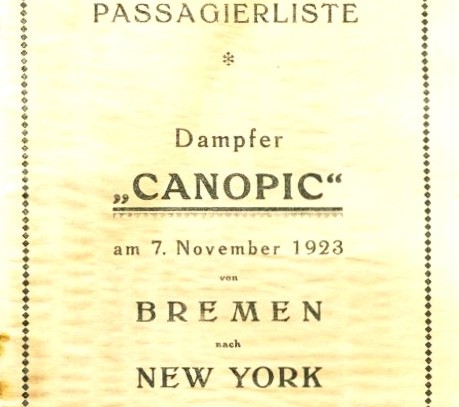 PASSAGIERLISTE
*
Dampfer
„CANOPIC“
am 7. November 1923
von
BREMEN
nach
NEW YORK